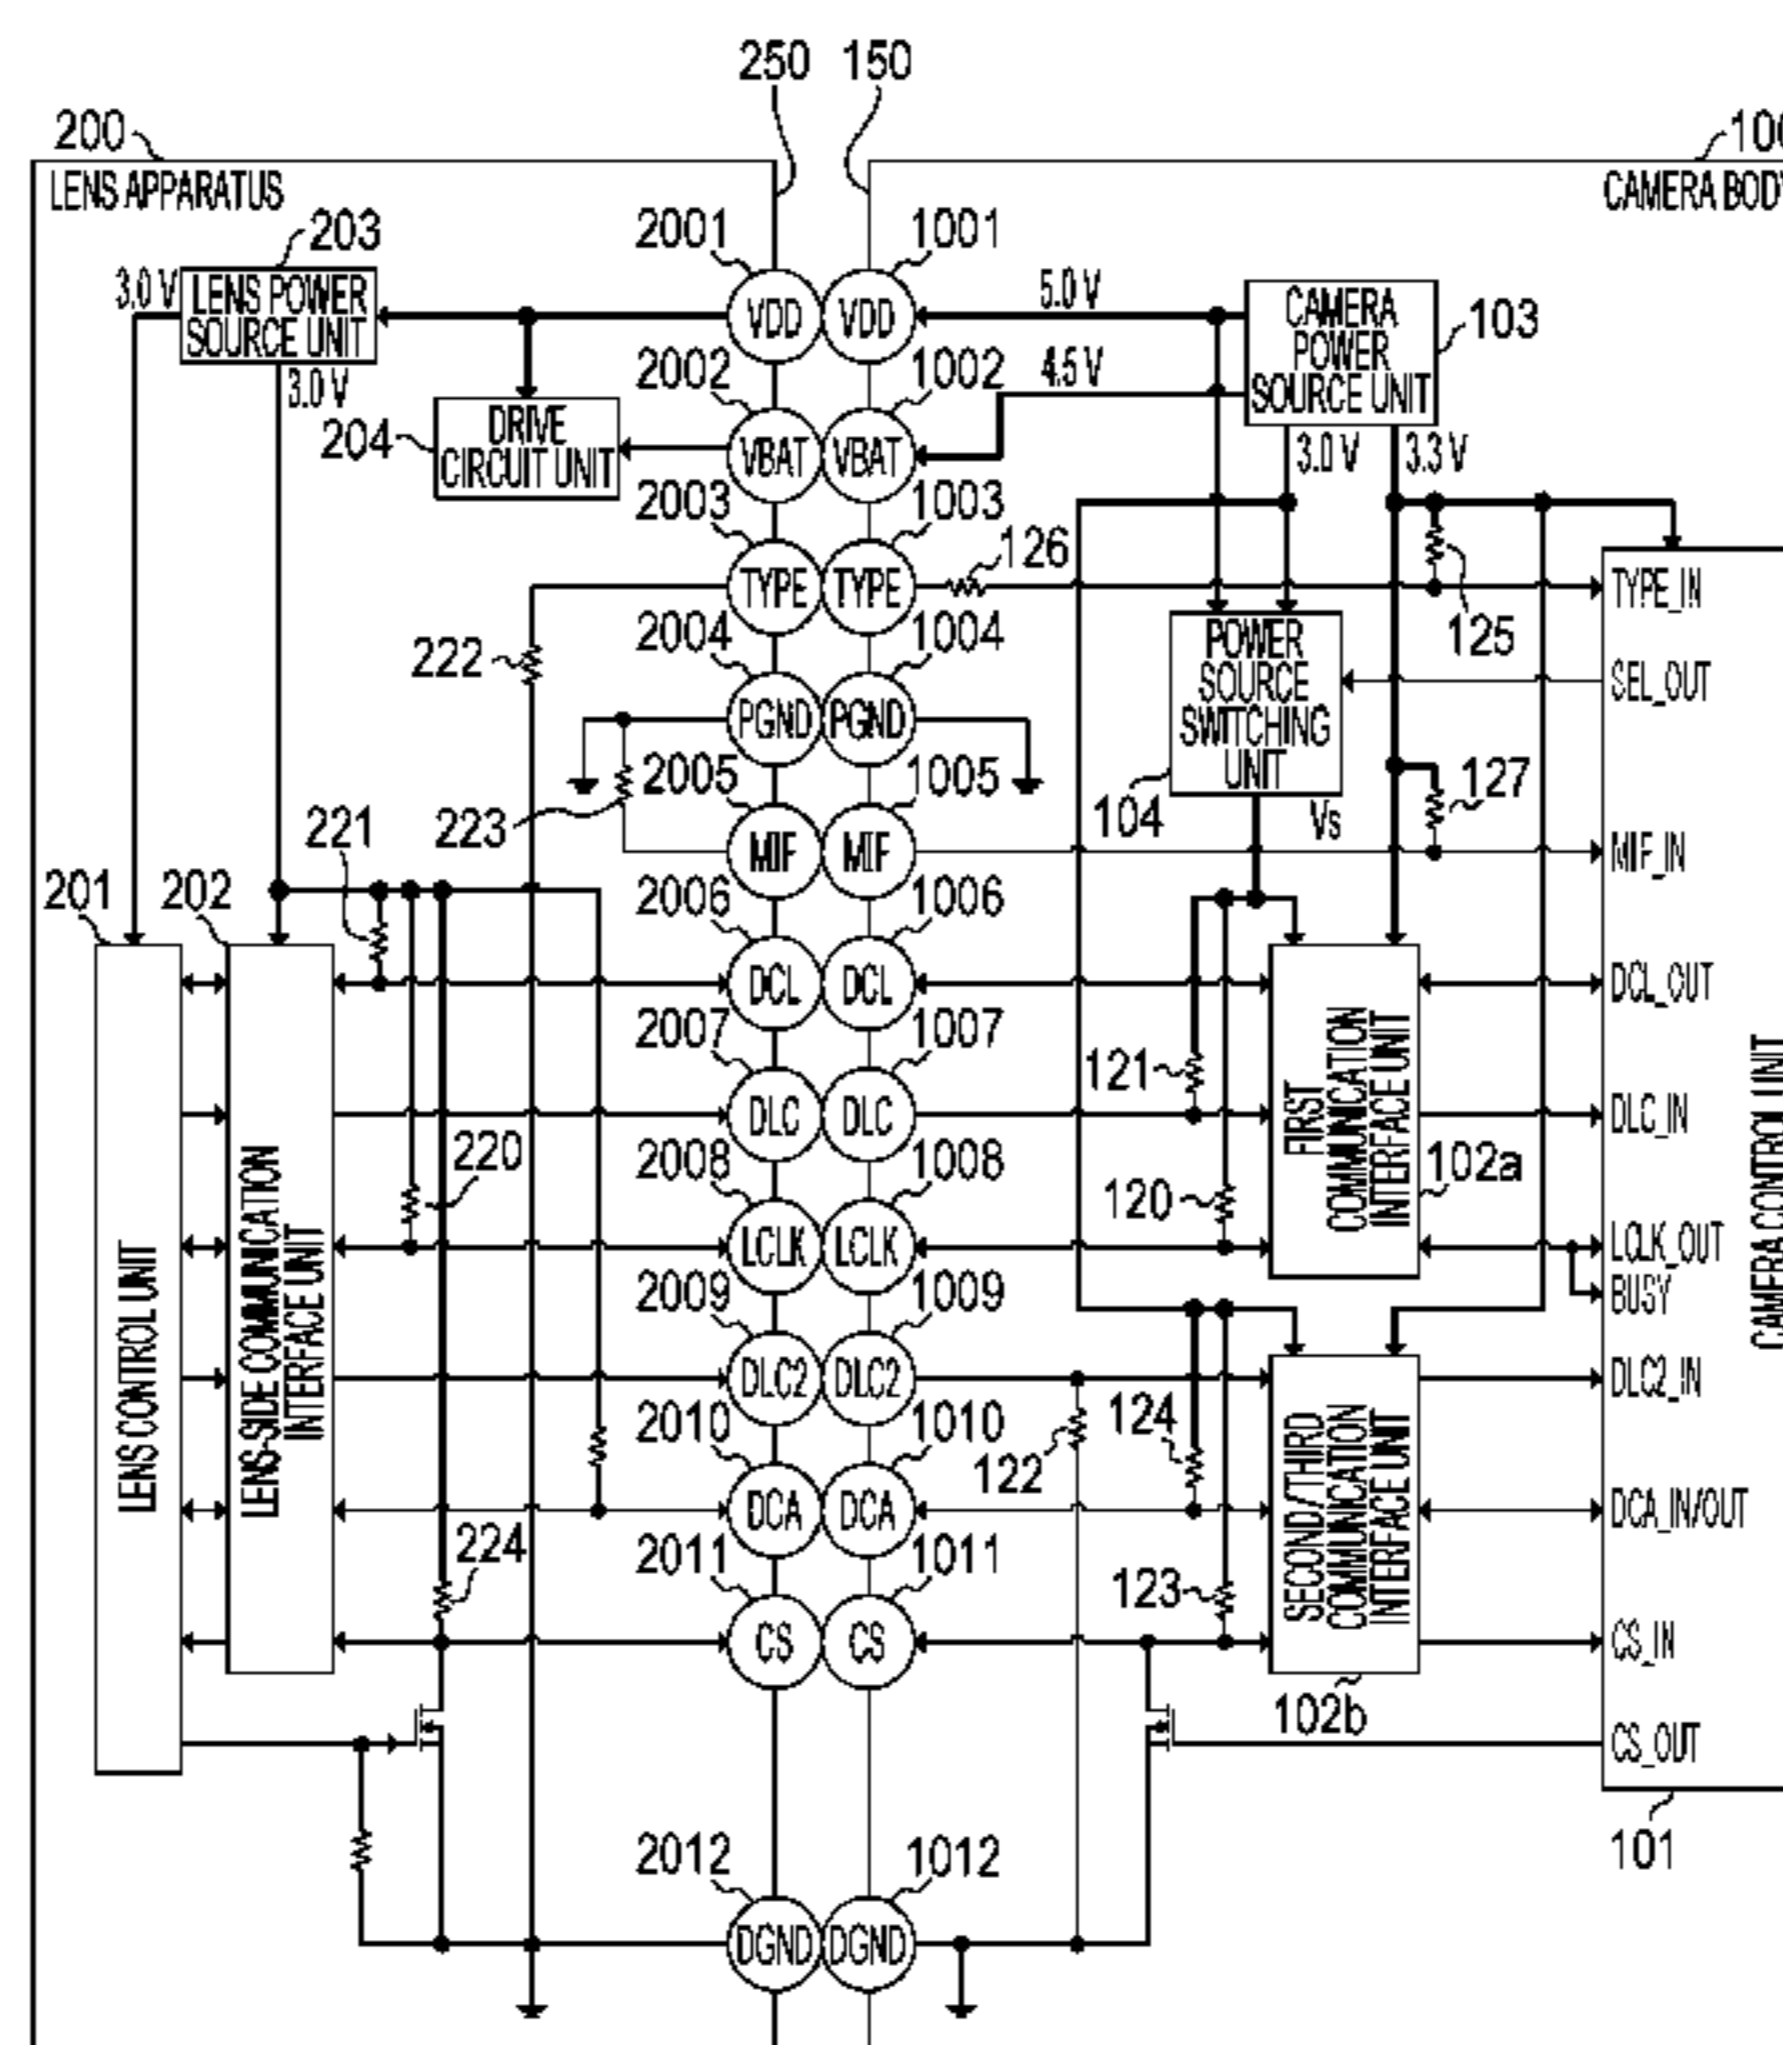 250 150
200
LENS APPARATUS
CAMERA BODY
203
2001 1001
3.0 V
LENS POWER
SOURCE UNIT
3.0 V
VDD VDD
5.0 V
CAMERA
POWER
SOURCE UNIT
103
2002 1002
4.5 V
204
DRIVE
CIRCUIT UNIT
VBAT VBAT
3.0 V 3.3 V
2003 1003
126
TYPE TYPE
TYPE_IN
125
2004 1004
222
POWER
SOURCE
SWITCHING
UNIT
SEL_OUT
PGND PGND
2005 1005
223
104
Vs
127
221
MIF MIF
MIF_IN
201 202
2006 1006
DCL DCL
DCL_OUT
2007 1007
121
FIRST
COMMUNICATION
INTERFACE UNIT
DLC DLC
DLC_IN
220
2008 1008
120
102a
LCLK LCLK
LCLK_OUT
BUSY
CAMERA CONTROL UNIT
2009 1009
LENS CONTROL UNIT
LENS-SIDE COMMUNICATION
INTERFACE UNIT
DLC2 DLC2
DLC2_IN
2010 1010
122
124
SECOND/THIRD
COMMUNICATION
INTERFACE UNIT
DCA DCA
DCA_IN/OUT
224
2011 1011
123
CS CS
CS_IN
102b
CS_OUT
101
2012 1012
DGND DGND